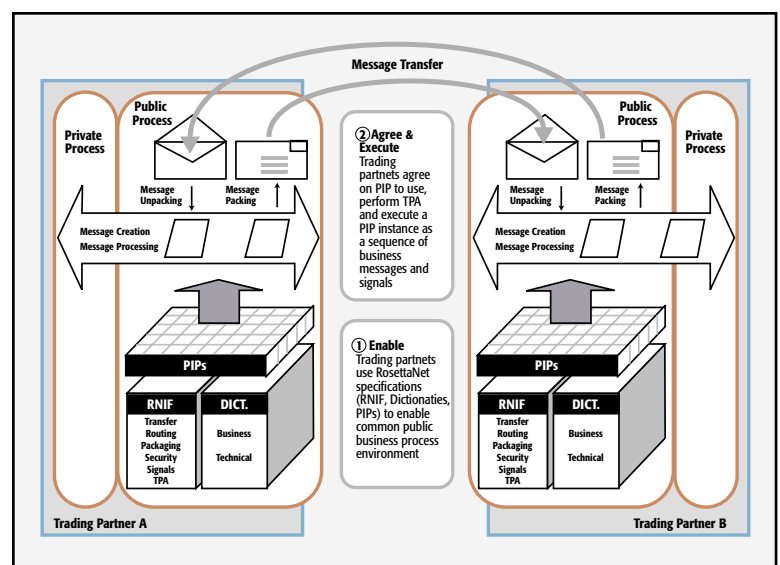 Message Transfer
Private
Process
Public
Process
Message
Unpacking
Message
Packing
Message Creation
Message Processing
PIPs
RNIF
Transfer
Routing
Packaging
Security
Signals
TPA
DICT.
Business
Technical
Trading Partner A
② Agree &
Execute
Trading
partnets agree
on PIP to use,
perform TPA
and execute a
PIP instance as
a sequence of
business
messages and
signals
① Enable
Trading partnets
use RosettaNet
specifications
(RNIF, Dictionaties,
PIPs) to enable
common public
business process
environment
Public
Process
Private
Process
Message
Unpacking
Message
Packing
Message Creation
Message Processing
PIPs
RNIF
Transfer
Routing
Packaging
Security
Signals
TPA
DICT.
Business
Technical
Trading Partner B